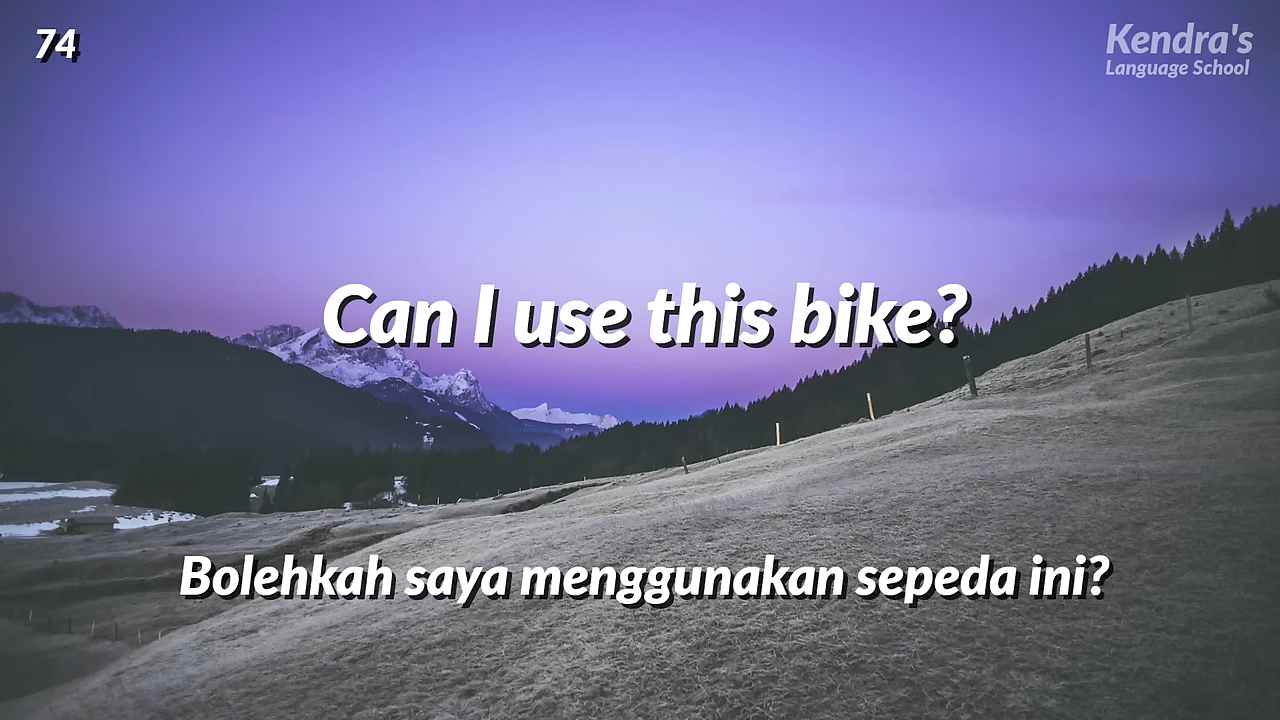 74
Kendra's
Language School
Can I use this bike?
Bolehkah saya menggunakan sepeda ini?